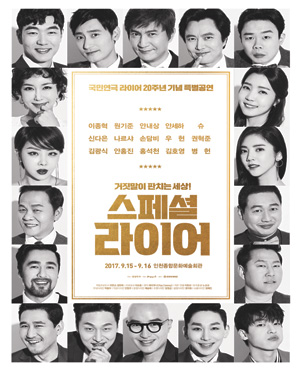 국민연극 라이어 20주년 기념 특별공연
이종혁 원기준 안내상 안세하 슈
신다은 나르샤 손담비 우현 권혁준
김광식 안홍진 홍석천 김호영 병헌
거짓말이 판치는 세상!
스페셜
라이어
2017. 9.15 - 9.16 인천종합문화예술회관